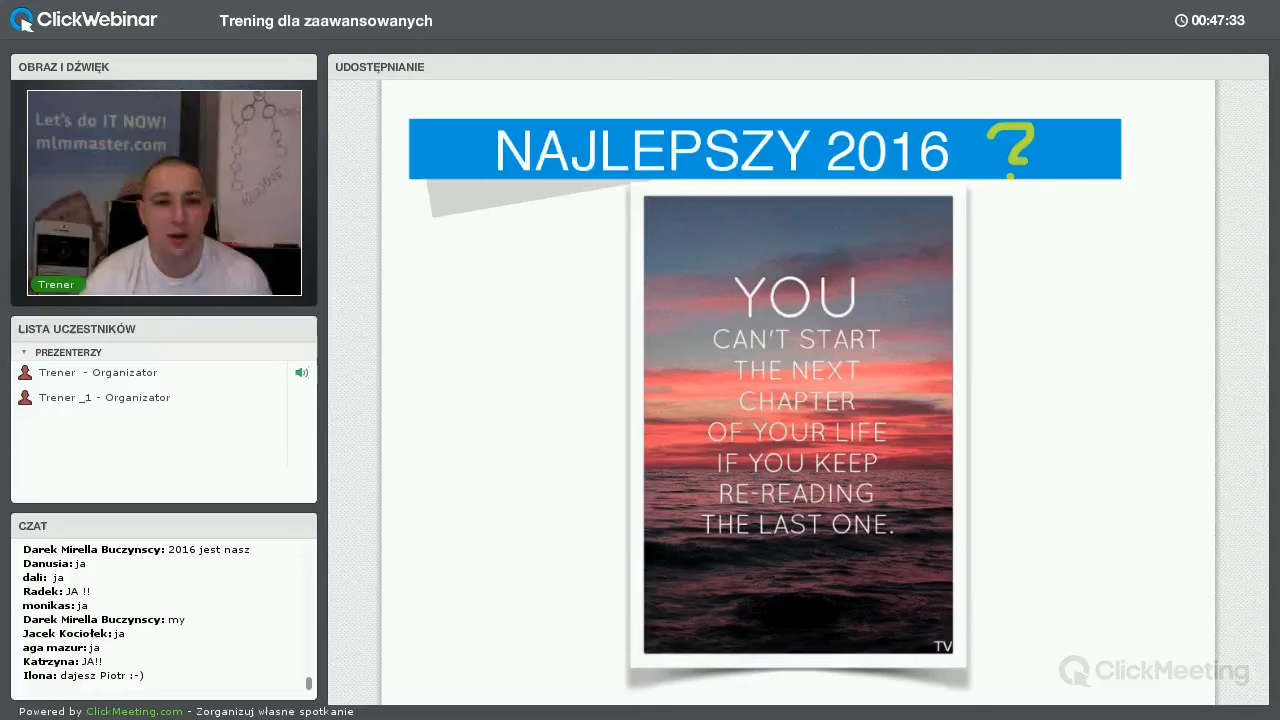 ClickWebinar
Trening dla zaawansowanych
00:47:33
OBRAZ I DŹWIĘK
Let's do IT NOW!
mlmmaster.com
Trener
LISTA UCZESTNIKÓW
PREZENTERZY
Trener - Organizator
Trener _1 - Organizator
CZAT
Darek Mirella Buczynscy: 2016 jest nasz
Danusia: ja
dali: ja
Radek: JA !!
monikas: ja
Darek Mirella Buczynscy: my
Jacek Kociołek: ja
aga mazur: ja
Katrzyna: JA!!
Ilona: dajesz Piotr :-)
UDOSTĘPNIANIE
NAJLEPSZY 2016 ?
YOU
CAN'T START
THE NEXT
CHAPTER
OF YOUR LIFE
IF YOU KEEP
RE-READING
THE LAST ONE.
TV
ClickMeeting
Powered by ClickMeeting.com - Zorganizuj własne spotkanie